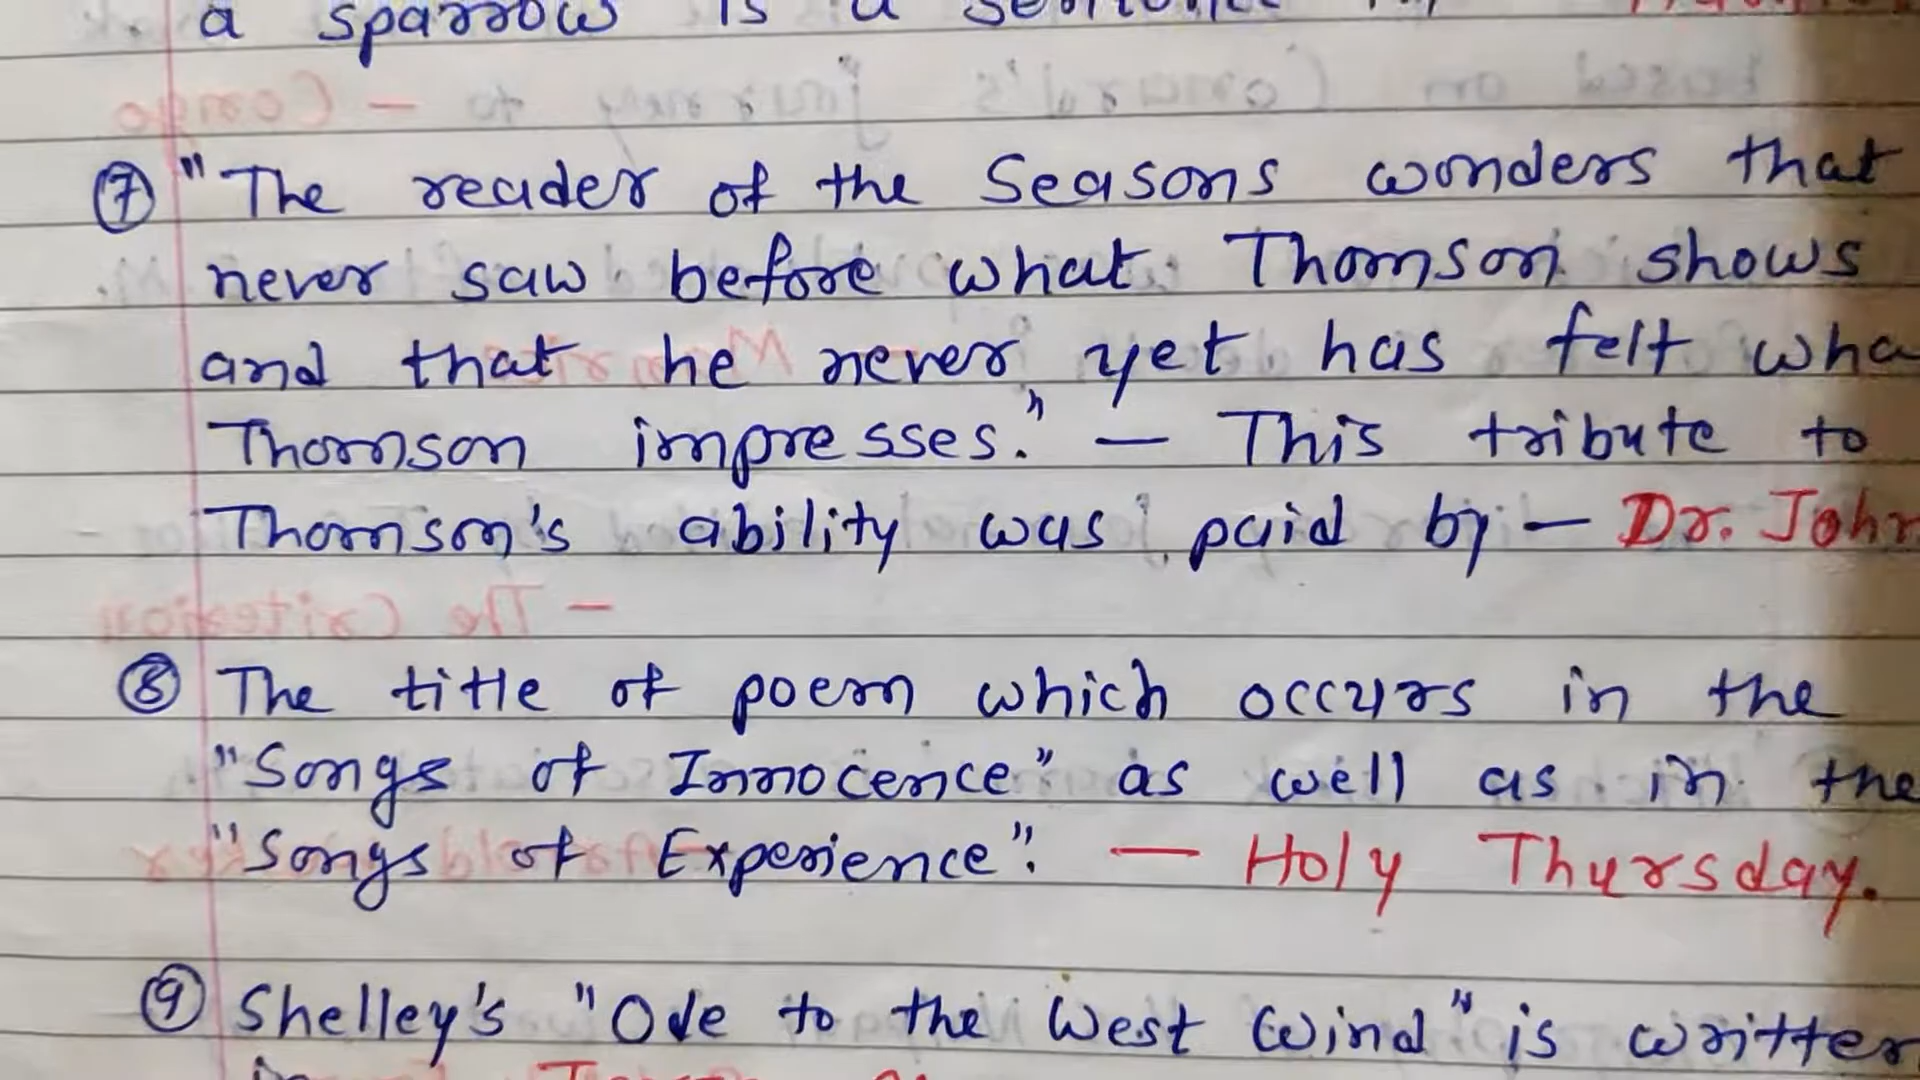 a sparrow is a
⑦ "The reader of the Seasons wonders that
never saw before what Thomson shows
and that he never yet has felt wha
Thomson impresses." — This tribute to
Thomson's ability was paid by — Dr. John
⑧ The title of poem which occurs in the
"Songs of Innocence" as well as in the
"Songs of Experience". — Holy Thursday.
⑨ Shelley's "Ode to the West Wind" is written